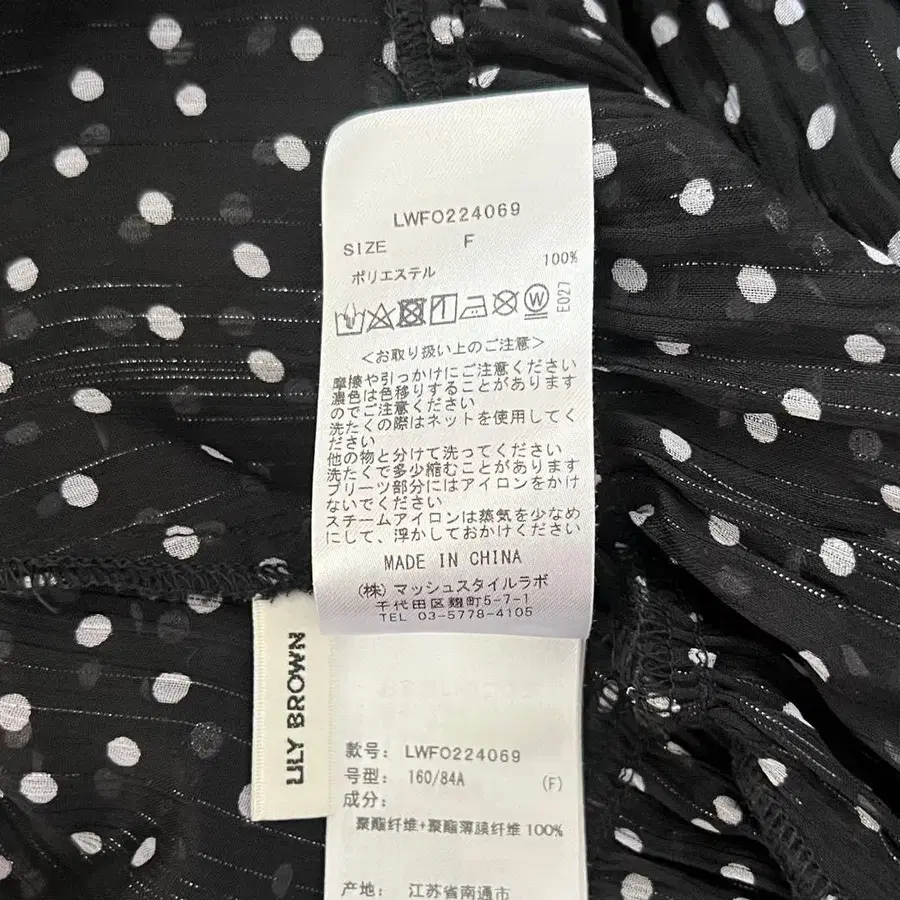 LWFO224069
SIZE F
ポリエステル 100%
W
E027
<お取り扱い上のご注意>
摩擦や引っかけにご注意ください
濃色は色移りすることがあります
のでご注意ください
洗たくの際はネットを使用してく
ださい
他の物と分けて洗ってください
洗たくで多少縮むことがあります
プリーツ部分にはアイロンをかけ
ないでください
スチームアイロンは蒸気を少なめ
にして、浮かしておかけください
MADE IN CHINA
(株) マッシュスタイルラボ
千代田区麹町5-7-1
TEL 03-5778-4105
LILY BROWN
款号: LWFO224069
号型: 160/84A (F)
成分:
聚酯纤维+聚酯薄膜纤维 100%
产地: 江苏省南通市